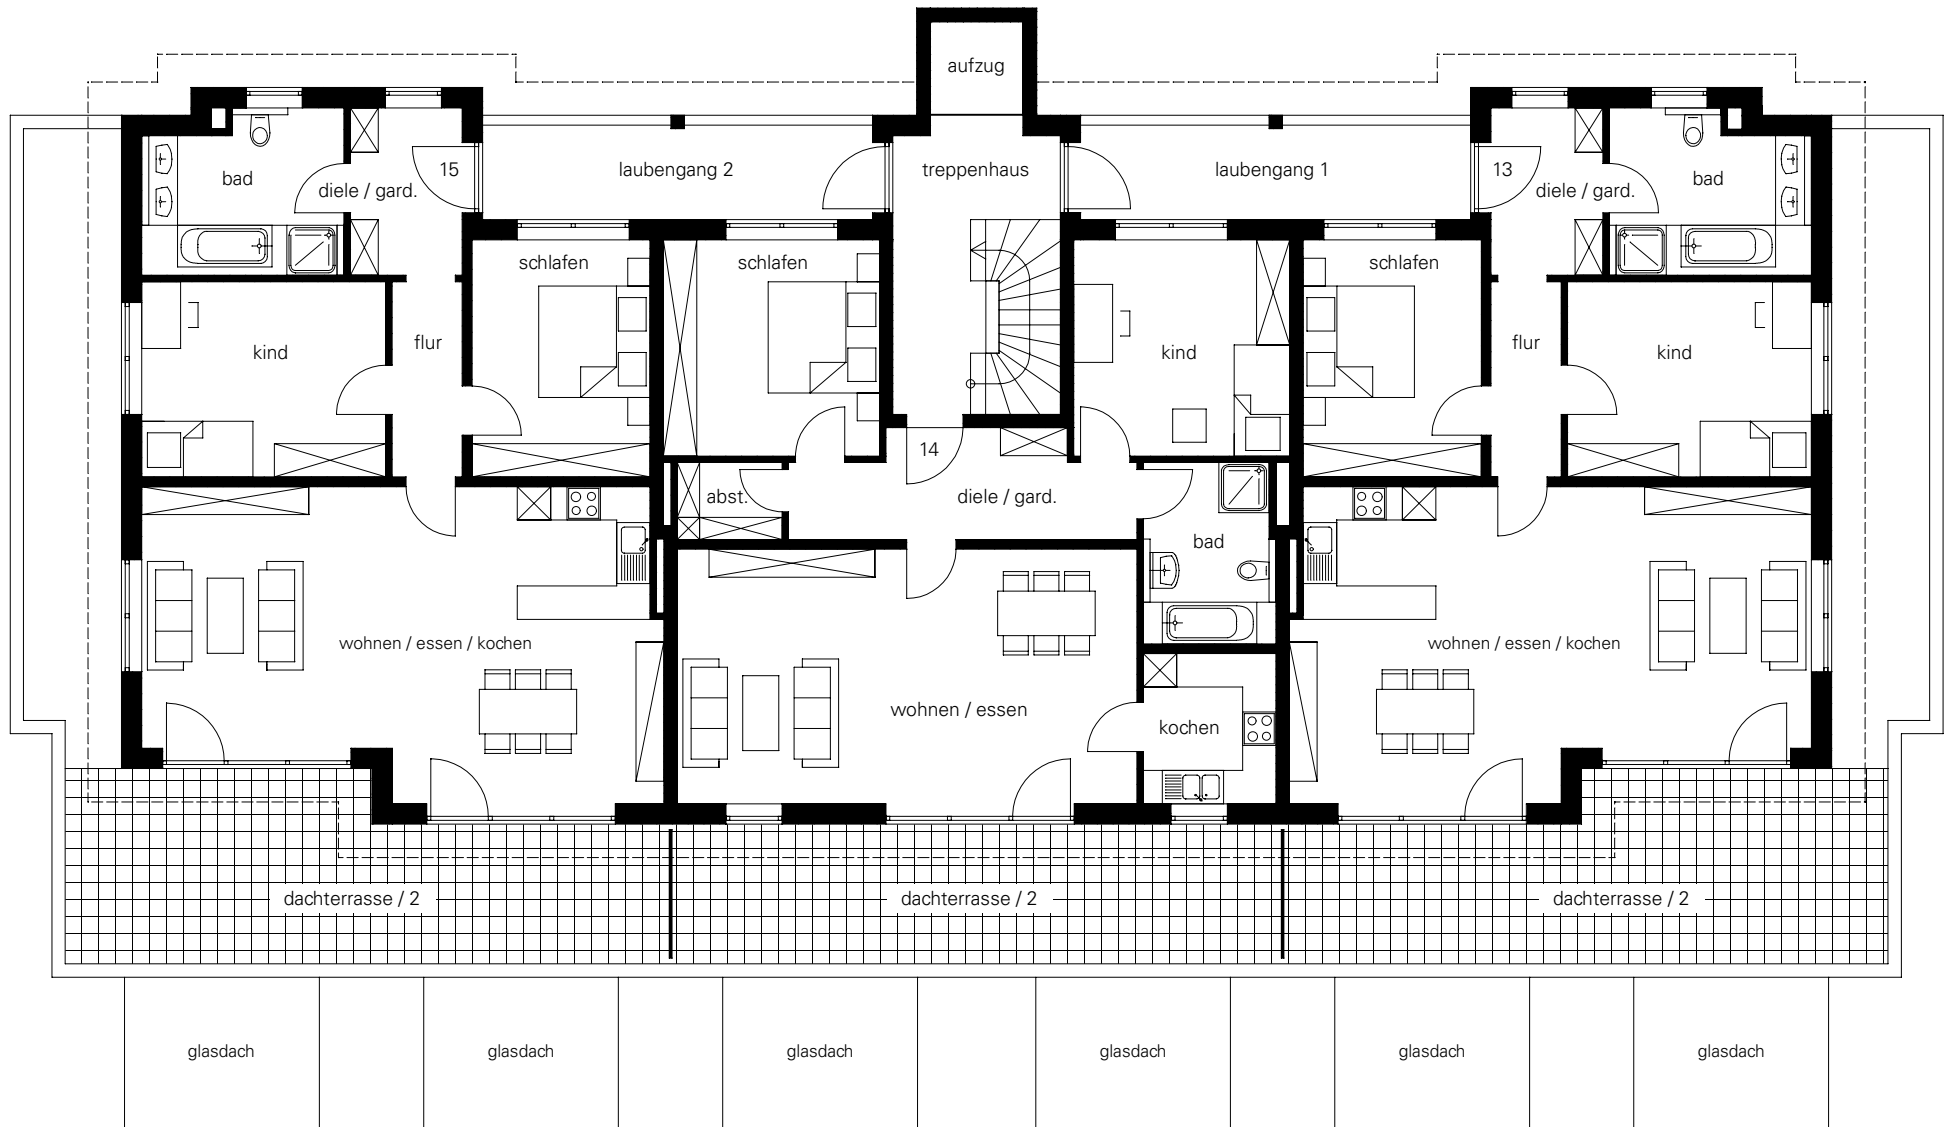 aufzug
bad
diele / gard.
15
laubengang 2
treppenhaus
laubengang 1
13
diele / gard.
bad
schlafen
schlafen
schlafen
kind
flur
kind
flur
kind
14
abst.
diele / gard.
bad
wohnen / essen / kochen
wohnen / essen / kochen
wohnen / essen
kochen
dachterrasse / 2
dachterrasse / 2
dachterrasse / 2
glasdach
glasdach
glasdach
glasdach
glasdach
glasdach